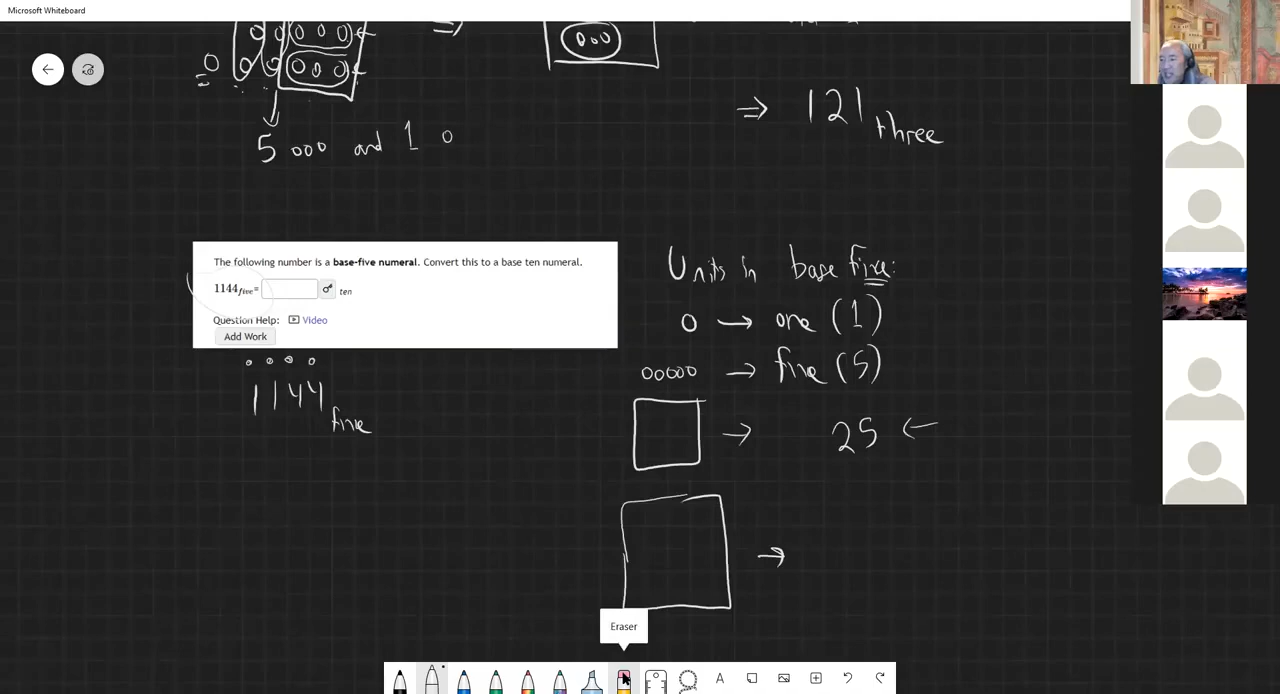 Microsoft Whiteboard
5 000 and 1 0
⇒ 121 three
The following number is a base-five numeral. Convert this to a base ten numeral.
1144five= ten
Question Help: Video
Add Work
1144 five
Units in base five:
0 → one (1)
00000 → five (5)
→ 25 ←
→
Eraser